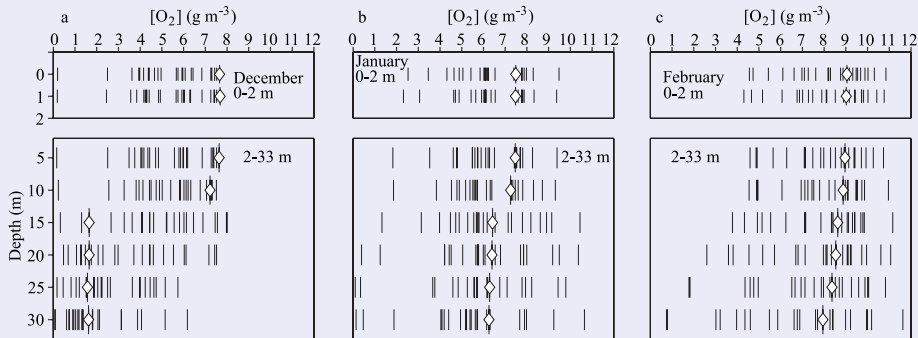 a [O₂] (g m⁻³)
b [O₂] (g m⁻³)
c [O₂] (g m⁻³)
0 1 2 3 4 5 6 7 8 9 10 11 12
0 1 2 3 4 5 6 7 8 9 10 11 12
0 1 2 3 4 5 6 7 8 9 10 11 12
0
1
2
December
0-2 m
January
0-2 m
February
0-2 m
Depth (m)
5
10
15
20
25
30
2-33 m
2-33 m
2-33 m